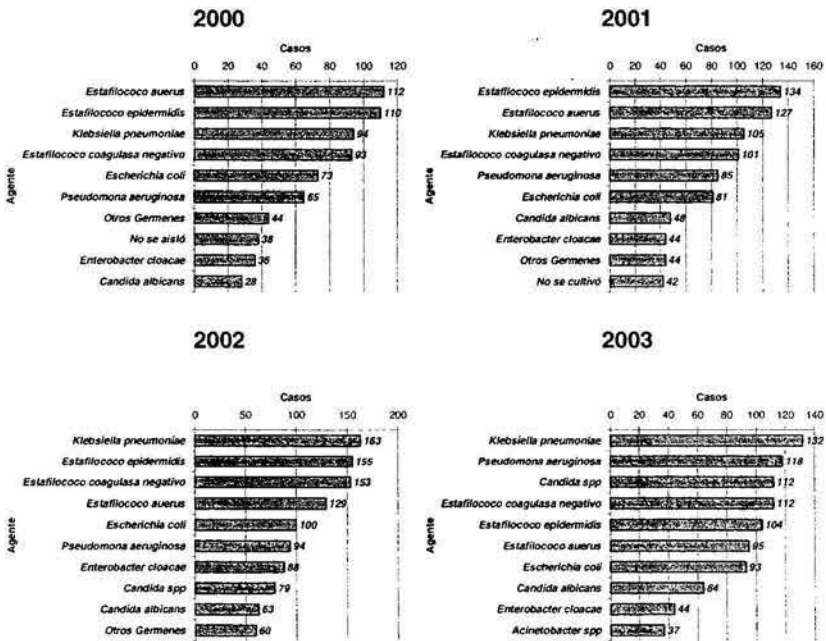 2000
Casos
0 20 40 60 80 100 120
Agente
Estafilococo auerus 112
Estafilococo epidermidis 110
Klebsiella pneumoniae 94
Estafilococo coagulasa negativo 93
Escherichia coli 73
Pseudomona aeruginosa 65
Otros Germenes 44
No se aisló 38
Enterobacter cloacae 36
Candida albicans 28
2001
Casos
0 20 40 60 80 100 120 140 160
Agente
Estafilococo epidermidis 134
Estafilococo auerus 127
Klebsiella pneumoniae 105
Estafilococo coagulasa negativo 101
Pseudomona aeruginosa 85
Escherichia coli 81
Candida albicans 48
Enterobacter cloacae 44
Otros Germenes 44
No se cultivó 42
2002
Casos
0 50 100 150 200
Agente
Klebsiella pneumoniae 163
Estafilococo epidermidis 155
Estafilococo coagulasa negativo 153
Estafilococo auerus 129
Escherichia coli 100
Pseudomona aeruginosa 94
Enterobacter cloacae 88
Candida spp 79
Candida albicans 63
Otros Germenes 60
2003
Casos
0 20 40 60 80 100 120 140
Agente
Klebsiella pneumoniae 132
Pseudomona aeruginosa 118
Candida spp 112
Estafilococo coagulasa negativo 112
Estafilococo epidermidis 104
Estafilococo auerus 95
Escherichia coli 93
Candida albicans 64
Enterobacter cloacae 44
Acinetobacter spp 37